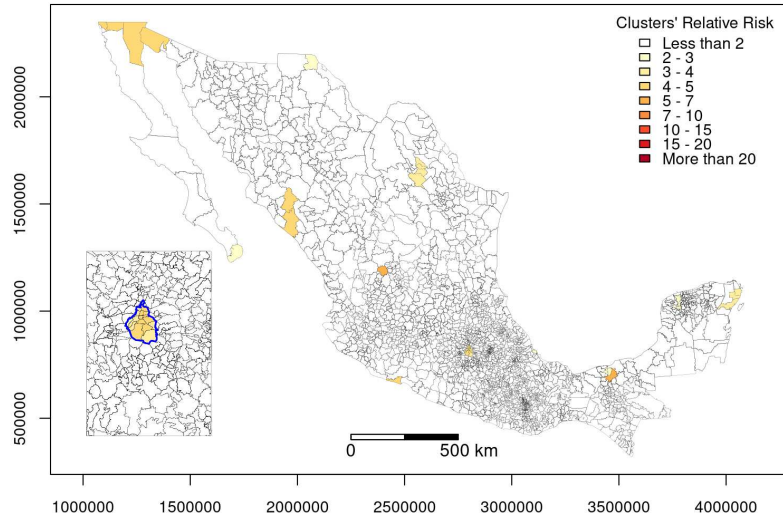 Clusters' Relative Risk
Less than 2
2 - 3
3 - 4
4 - 5
5 - 7
7 - 10
10 - 15
15 - 20
More than 20
2000000
1500000
1000000
500000
0 500 km
1000000 1500000 2000000 2500000 3000000 3500000 4000000